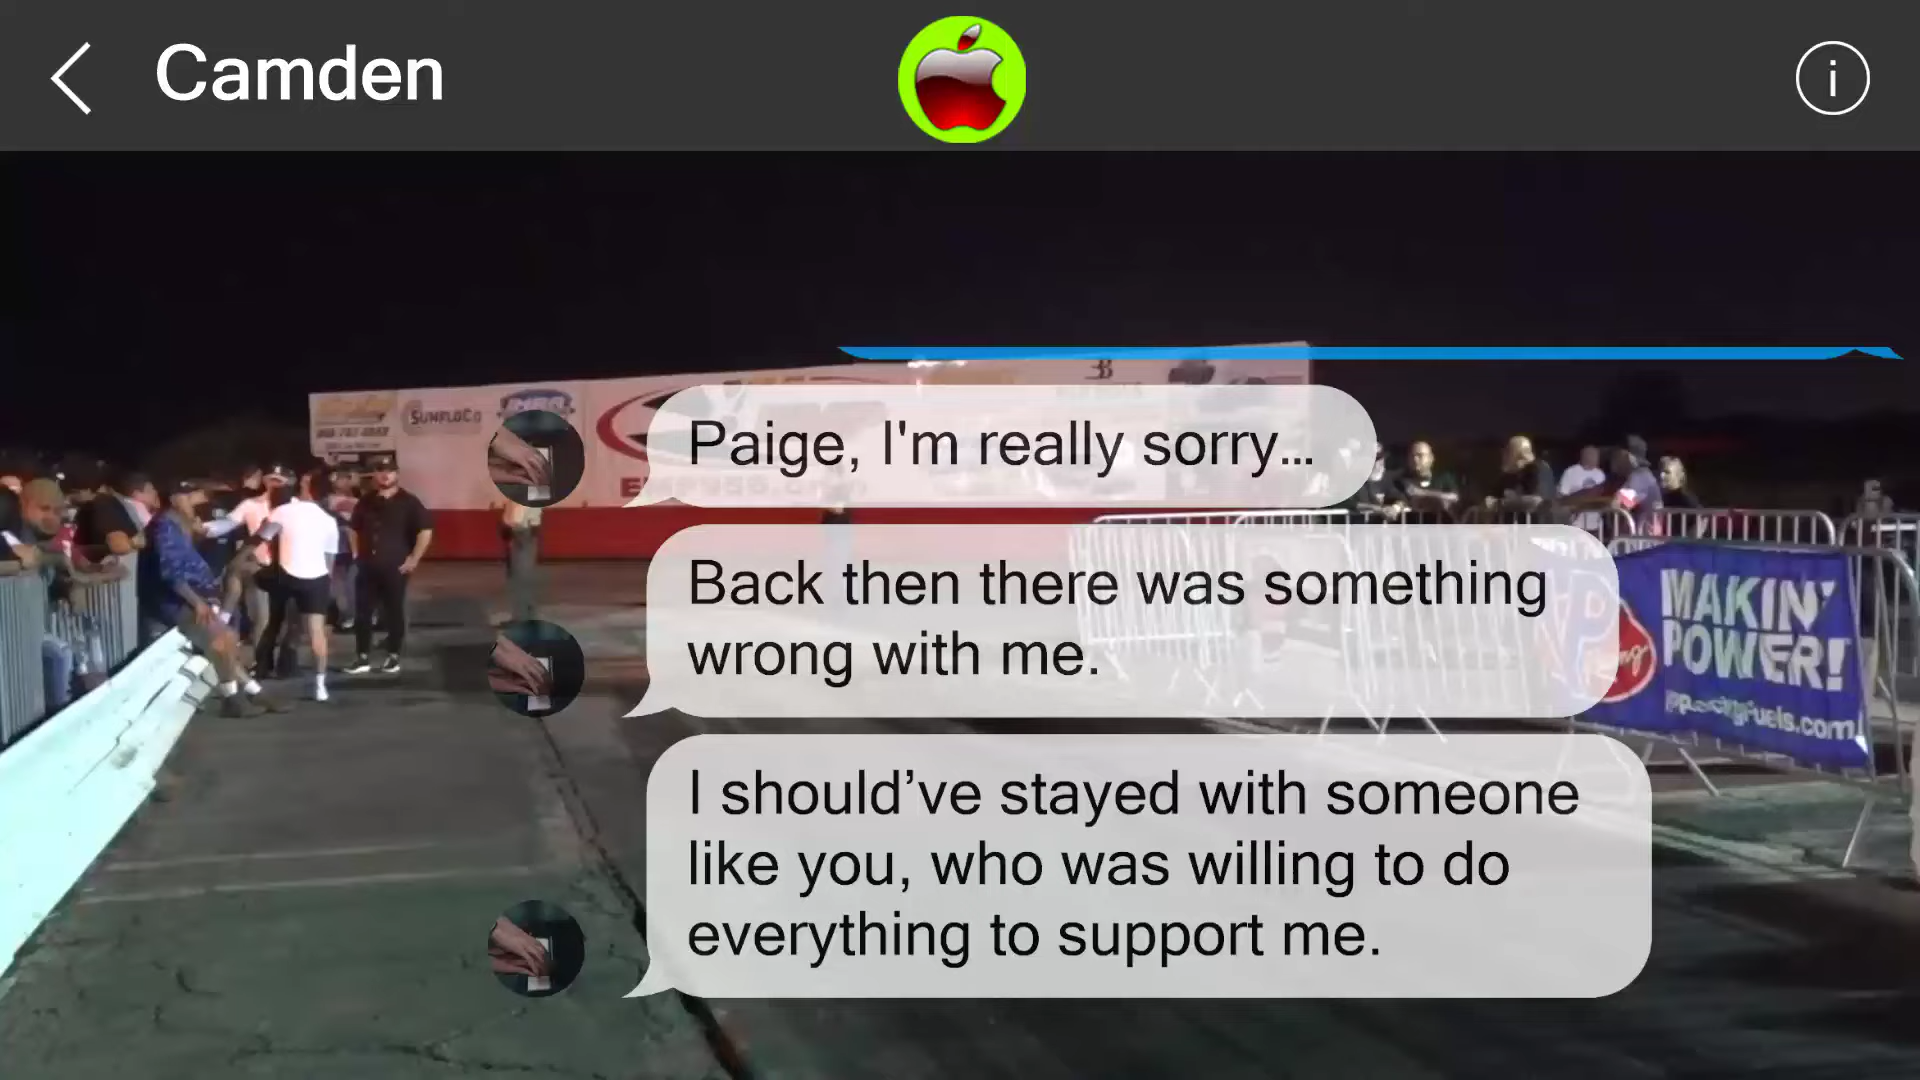 Camden
SUNOCO
Paige, I'm really sorry...
Back then there was something
wrong with me.
MAKIN'
POWER!
I should’ve stayed with someone
like you, who was willing to do
everything to support me.